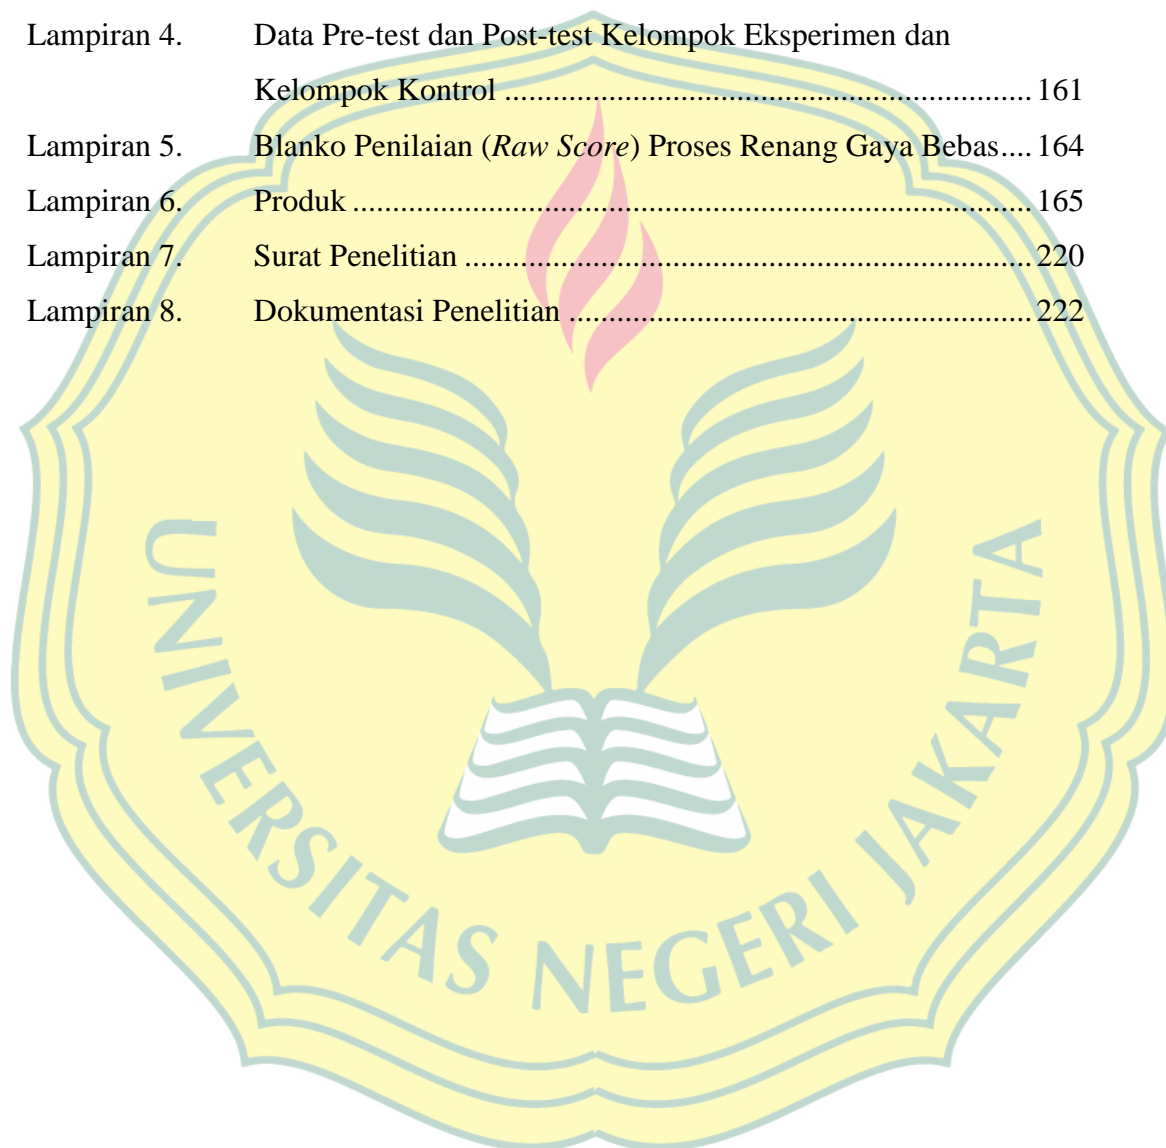 Lampiran 4. Data Pre-test dan Post-test Kelompok Eksperimen dan
Kelompok Kontrol ................................................................................ 161
Lampiran 5. Blanko Penilaian (Raw Score) Proses Renang Gaya Bebas.... 164
Lampiran 6. Produk ......................................................................................................... 165
Lampiran 7. Surat Penelitian ........................................................................................ 220
Lampiran 8. Dokumentasi Penelitian ........................................................................ 222
UNIVERSITAS NEGERI JAKARTA